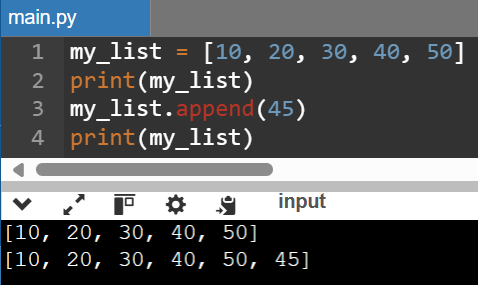 main.py
1 my_list = [10, 20, 30, 40, 50]
2 print(my_list)
3 my_list.append(45)
4 print(my_list)
input
[10, 20, 30, 40, 50]
[10, 20, 30, 40, 50, 45]